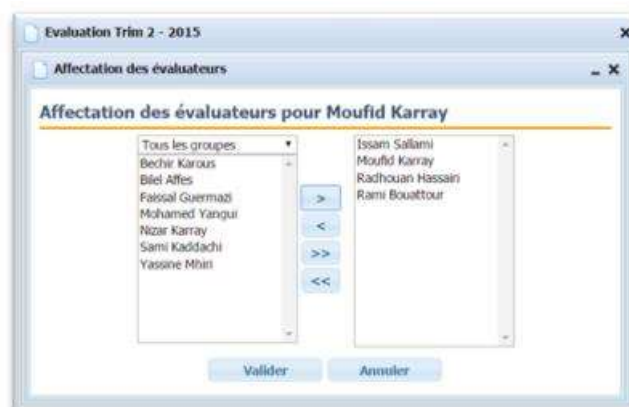 Evaluation Trim 2 - 2015
Affectation des évaluateurs
Affectation des évaluateurs pour Moufid Karray
Tous les groupes
Bechir Karous
Bilel Affes
Faissal Guermazi
Mohamed Yangui
Nizar Karray
Sami Kaddachi
Yassine Mhiri
>
<
>>
<<
Issam Sallami
Moufid Karray
Radhouan Hassairi
Rami Bouattour
Valider
Annuler